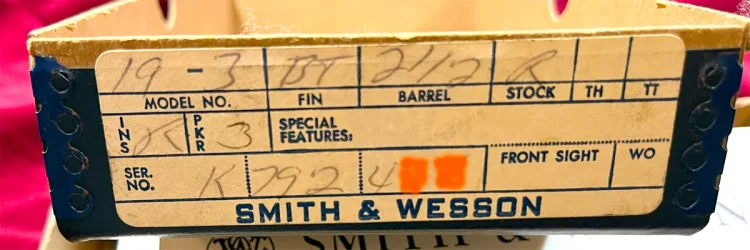 19 - 3 BT 2 1/2 R
MODEL NO. FIN BARREL STOCK TH TT
INS K PKR 3 SPECIAL FEATURES:
FRONT SIGHT WO
SER. NO. K 792 4
SMITH & WESSON
SMITH &